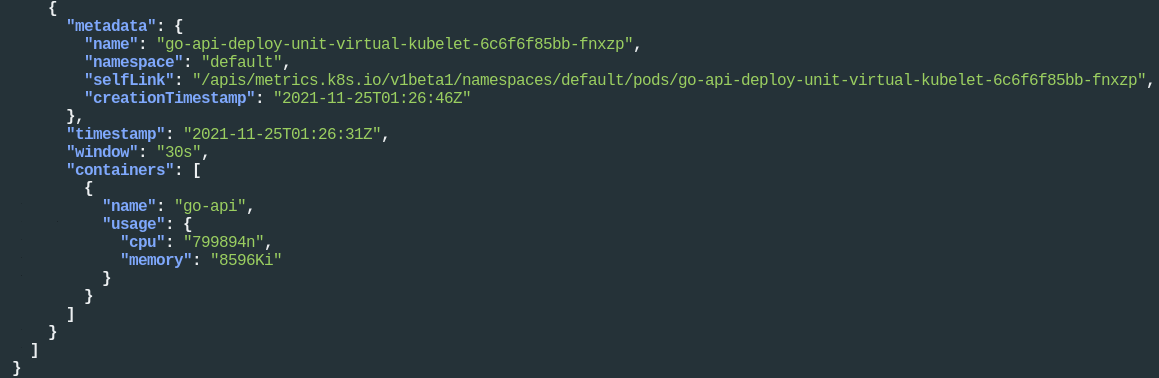 {
"metadata": {
"name": "go-api-deploy-unit-virtual-kubelet-6c6f6f85bb-fnxzp",
"namespace": "default",
"selfLink": "/apis/metrics.k8s.io/v1beta1/namespaces/default/pods/go-api-deploy-unit-virtual-kubelet-6c6f6f85bb-fnxzp",
"creationTimestamp": "2021-11-25T01:26:46Z"
},
"timestamp": "2021-11-25T01:26:31Z",
"window": "30s",
"containers": [
{
"name": "go-api",
"usage": {
"cpu": "799894n",
"memory": "8596Ki"
}
}
]
}
]
}